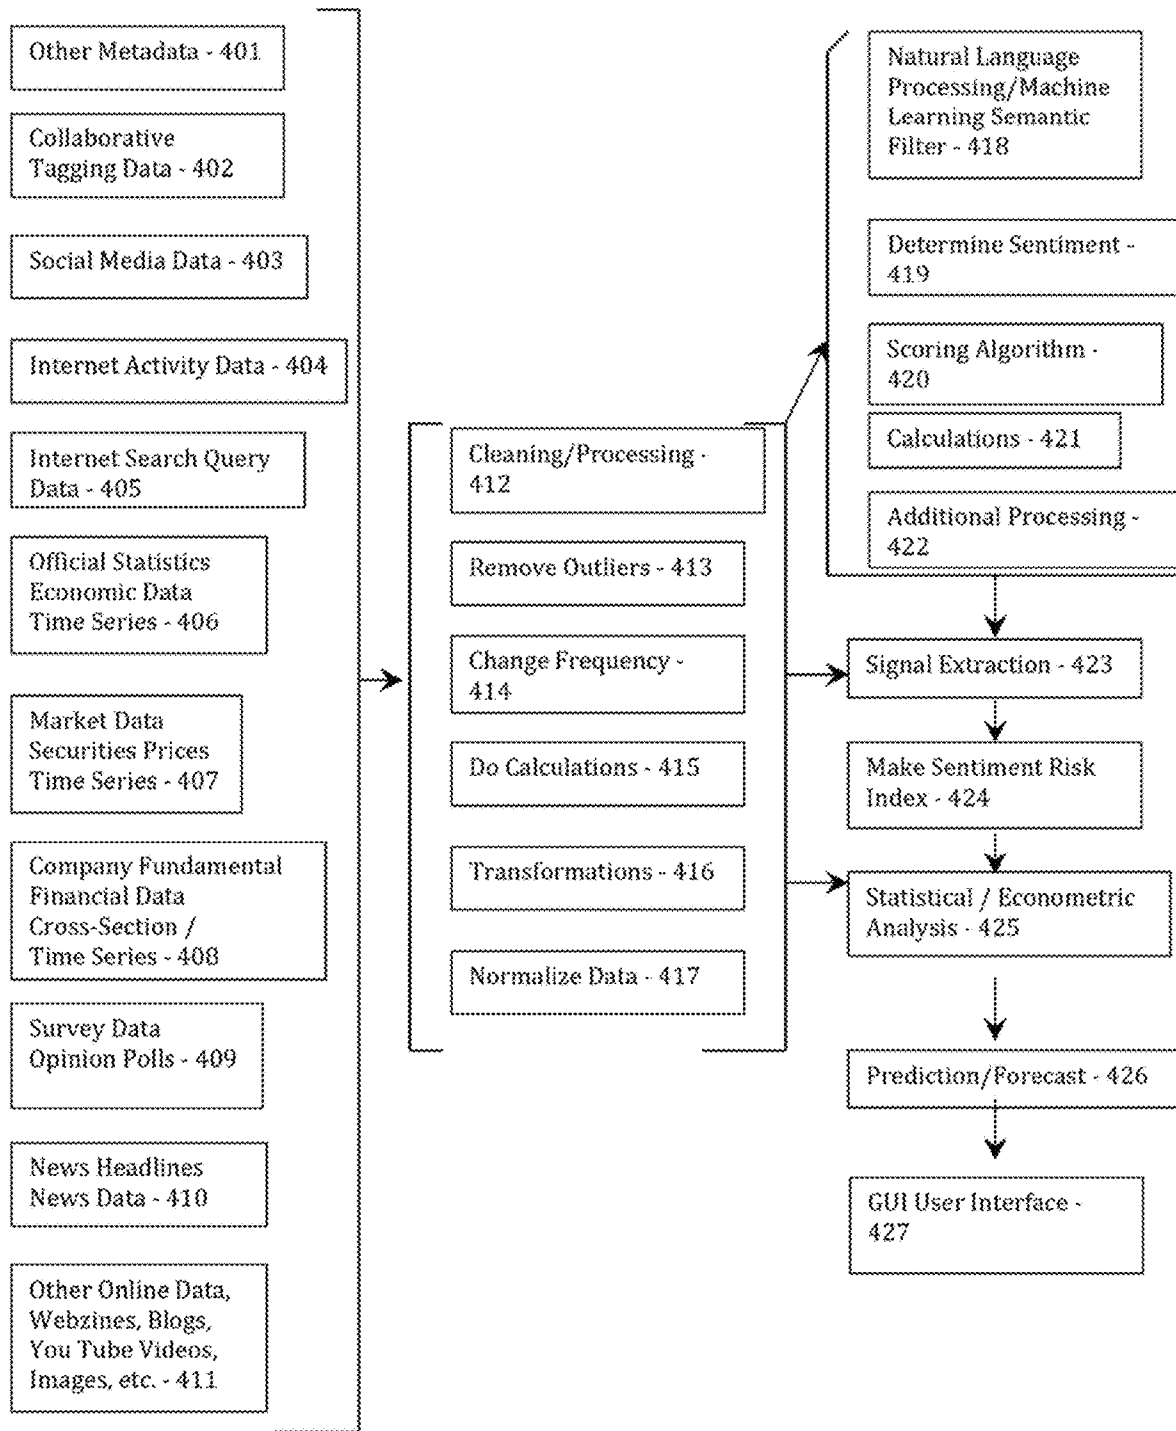 Other Metadata - 401
Collaborative
Tagging Data - 402
Social Media Data - 403
Internet Activity Data - 404
Internet Search Query
Data - 405
Official Statistics
Economic Data
Time Series - 406
Market Data
Securities Prices
Time Series - 407
Company Fundamental
Financial Data
Cross-Section /
Time Series - 408
Survey Data
Opinion Polls - 409
News Headlines
News Data - 410
Other Online Data,
Webzines, Blogs,
You Tube Videos,
Images, etc. - 411
Cleaning/Processing -
412
Remove Outliers - 413
Change Frequency -
414
Do Calculations - 415
Transformations - 416
Normalize Data - 417
Natural Language
Processing/Machine
Learning Semantic
Filter - 418
Determine Sentiment -
419
Scoring Algorithm -
420
Calculations - 421
Additional Processing -
422
Signal Extraction - 423
Make Sentiment Risk
Index - 424
Statistical / Econometric
Analysis - 425
Prediction/Forecast - 426
GUI User Interface -
427